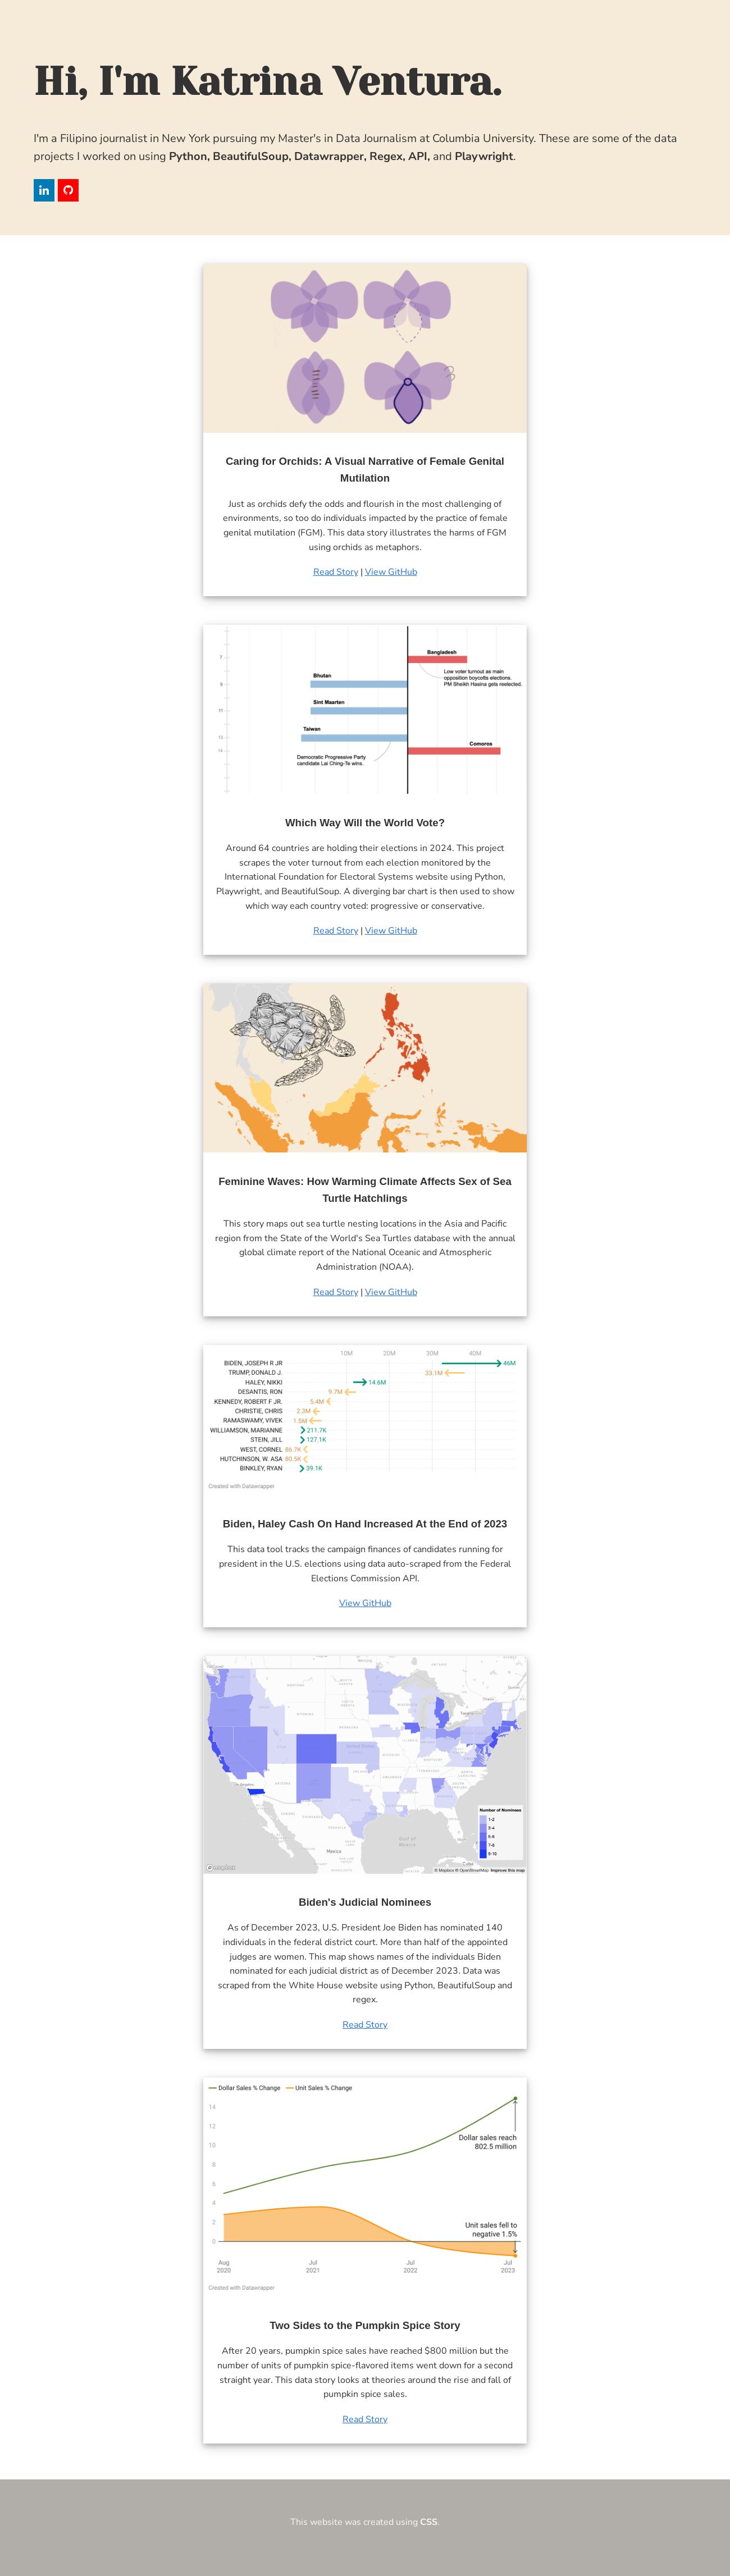 Hi, I'm Katrina Ventura.
I'm a Filipino journalist in New York pursuing my Master's in Data Journalism at Columbia University. These are some of the data
projects I worked on using Python, BeautifulSoup, Datawrapper, Regex, API, and Playwright.
in
Caring for Orchids: A Visual Narrative of Female Genital
Mutilation
Just as orchids defy the odds and flourish in the most challenging of
environments, so too do individuals impacted by the practice of female
genital mutilation (FGM). This data story illustrates the harms of FGM
using orchids as metaphors.
Read Story | View GitHub
Bangladesh
Low voter turnout as main
opposition boycotts elections.
PM Sheikh Hasina gets reelected.
Bhutan
Sint Maarten
Taiwan
Comoros
Democratic Progressive Party
candidate Lai Ching-Te wins.
Which Way Will the World Vote?
Around 64 countries are holding their elections in 2024. This project
scrapes the voter turnout from each election monitored by the
International Foundation for Electoral Systems website using Python,
Playwright, and BeautifulSoup. A diverging bar chart is then used to show
which way each country voted: progressive or conservative.
Read Story | View GitHub
Feminine Waves: How Warming Climate Affects Sex of Sea
Turtle Hatchlings
This story maps out sea turtle nesting locations in the Asia and Pacific
region from the State of the World's Sea Turtles database with the annual
global climate report of the National Oceanic and Atmospheric
Administration (NOAA).
Read Story | View GitHub
10M 20M 30M 40M
BIDEN, JOSEPH R JR 46M
TRUMP, DONALD J. 33.1M
HALEY, NIKKI 14.6M
DESANTIS, RON 9.7M
KENNEDY, ROBERT F JR. 5.4M
CHRISTIE, CHRIS 2.3M
RAMASWAMY, VIVEK 1.5M
WILLIAMSON, MARIANNE 211.7K
STEIN, JILL 127.1K
WEST, CORNEL 86.7K
HUTCHINSON, W. ASA 60.5K
BINKLEY, RYAN 39.1K
Created with Datawrapper
Biden, Haley Cash On Hand Increased At the End of 2023
This data tool tracks the campaign finances of candidates running for
president in the U.S. elections using data auto-scraped from the Federal
Elections Commission API.
View GitHub
Number of Nominees
1-2
3-4
5-6
7-8
9-10
Mexico
Gulf of
Mexico
Cuba
mapbox
© Mapbox © OpenStreetMap Improve this map
Biden's Judicial Nominees
As of December 2023, U.S. President Joe Biden has nominated 140
individuals in the federal district court. More than half of the appointed
judges are women. This map shows names of the individuals Biden
nominated for each judicial district as of December 2023. Data was
scraped from the White House website using Python, BeautifulSoup and
regex.
Read Story
Dollar Sales % Change Unit Sales % Change
14
12
10
8
6
4
2
0
Dollar sales reach
802.5 million
Unit sales fell to
negative 1.5%
Aug Jul Jul Jul
2020 2021 2022 2023
Created with Datawrapper
Two Sides to the Pumpkin Spice Story
After 20 years, pumpkin spice sales have reached $800 million but the
number of units of pumpkin spice-flavored items went down for a second
straight year. This data story looks at theories around the rise and fall of
pumpkin spice sales.
Read Story
This website was created using CSS.